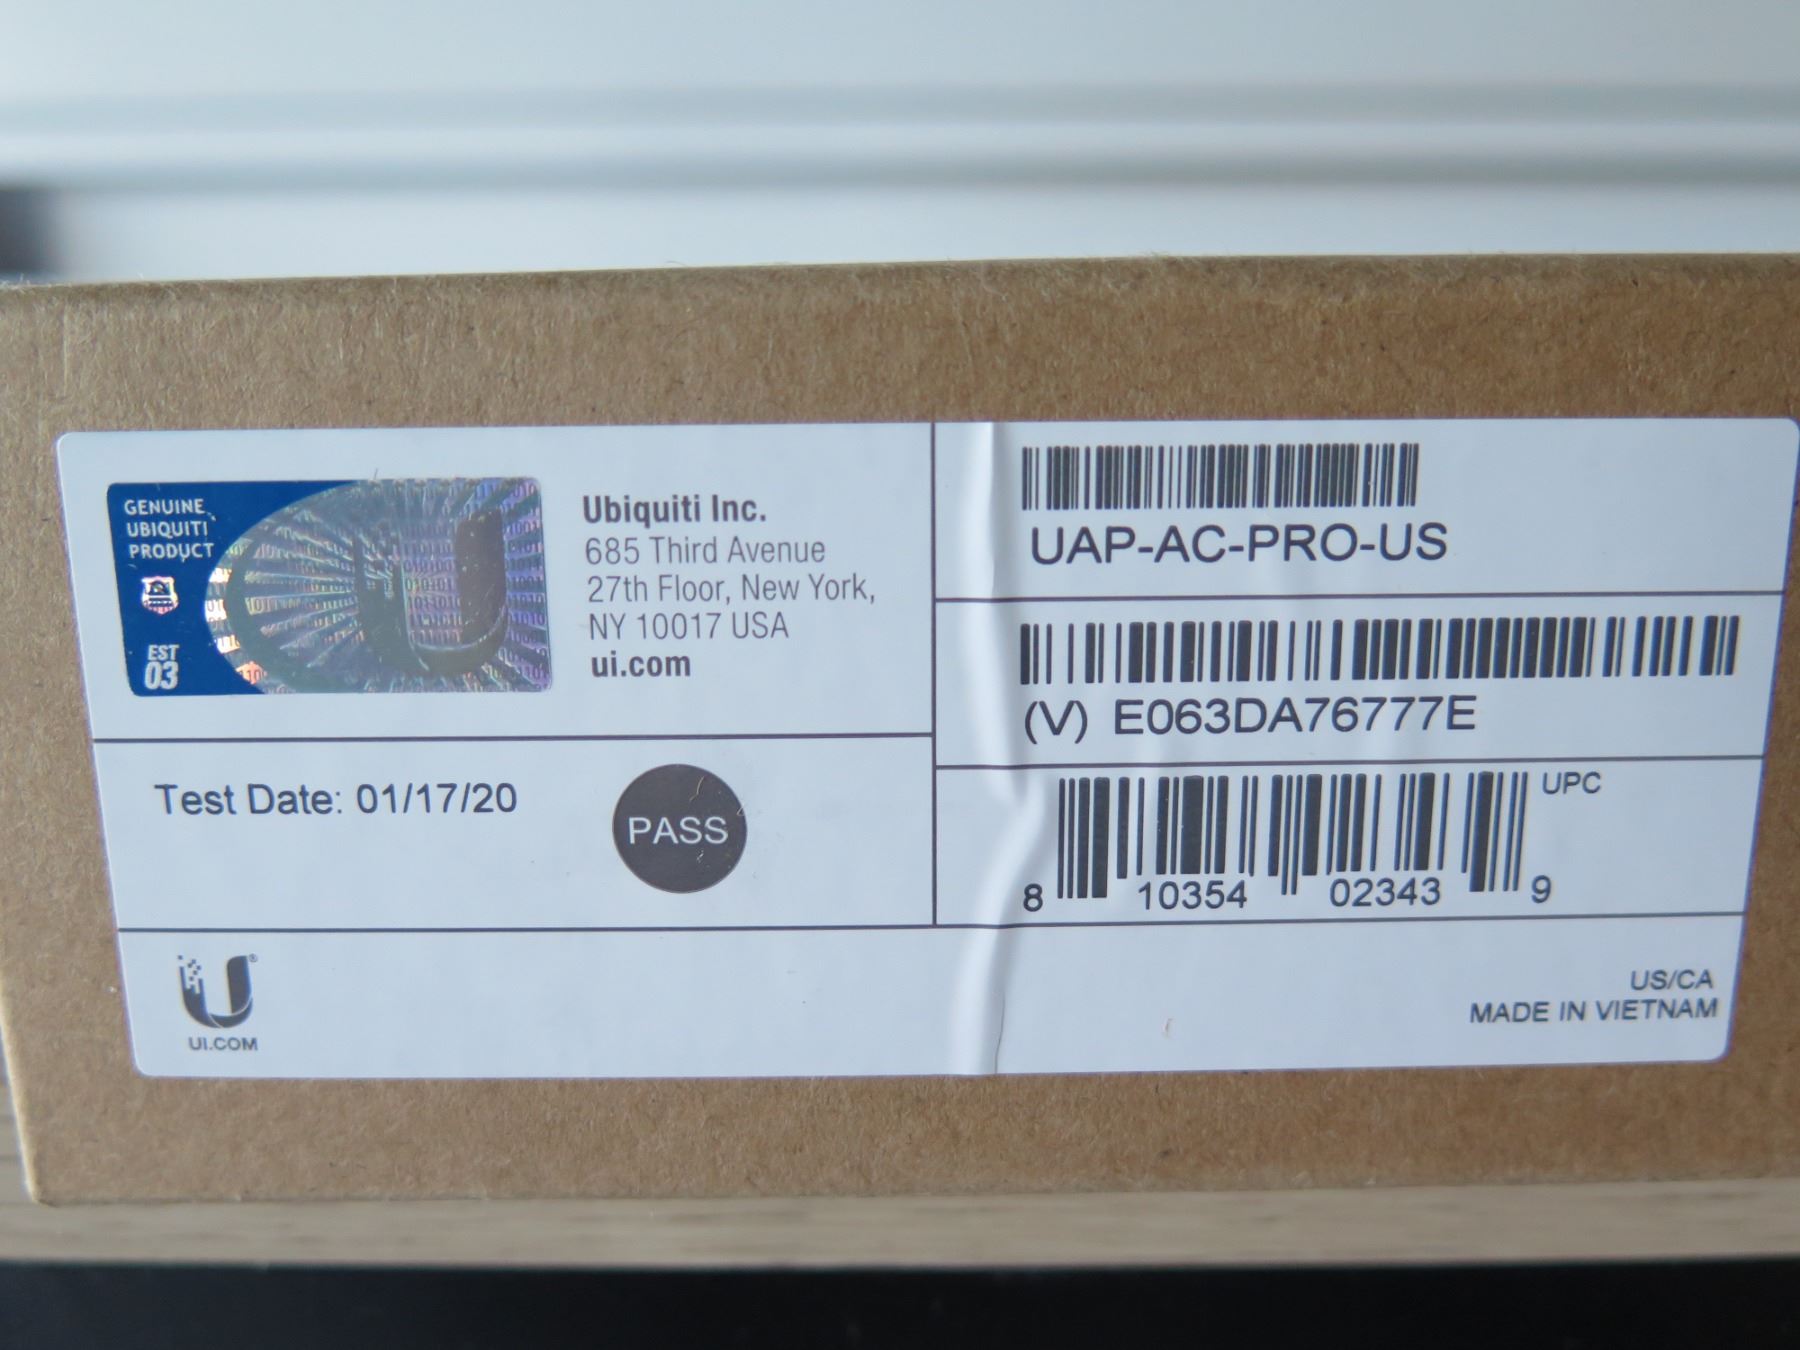 GENUINE
UBIQUITI
PRODUCT
EST
03
Ubiquiti Inc.
685 Third Avenue
27th Floor, New York,
NY 10017 USA
ui.com
Test Date: 01/17/20
PASS
UAP-AC-PRO-US
(V) E063DA76777E
UPC
8 10354 02343 9
U®
UI.COM
US/CA
MADE IN VIETNAM